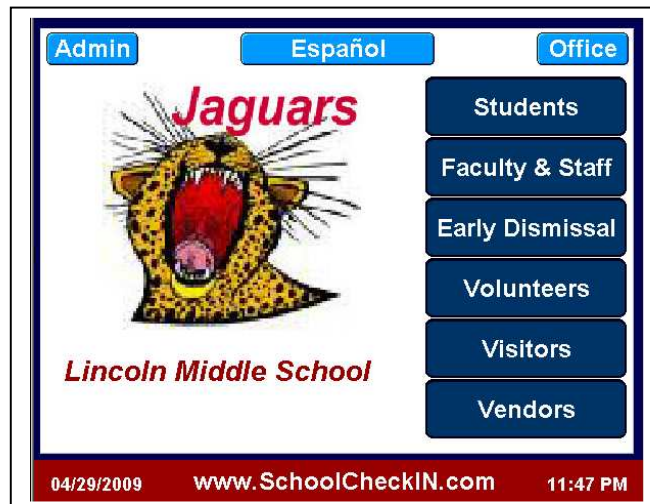 Admin Español Office
Jaguars
Students
Faculty & Staff
Early Dismissal
Volunteers
Visitors
Vendors
Lincoln Middle School
04/29/2009 www.SchoolCheckIN.com 11:47 PM